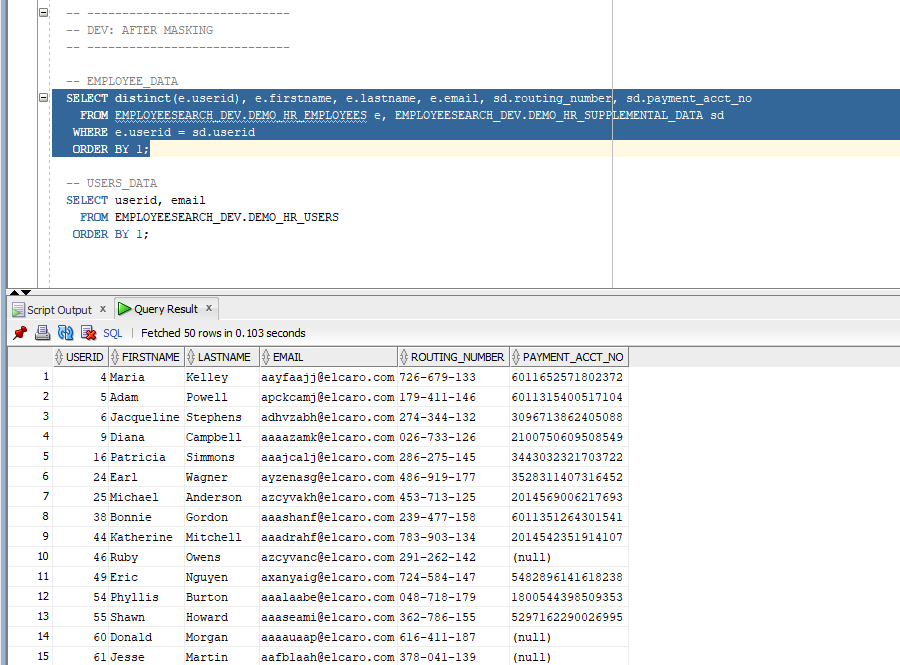 -- -----------------------------
-- DEV: AFTER MASKING
-- -----------------------------
-- EMPLOYEE_DATA
SELECT distinct(e.userid), e.firstname, e.lastname, e.email, sd.routing_number, sd.payment_acct_no
FROM EMPLOYEESEARCH_DEV.DEMO_HR_EMPLOYEES e, EMPLOYEESEARCH_DEV.DEMO_HR_SUPPLEMENTAL_DATA sd
WHERE e.userid = sd.userid
ORDER BY 1;
-- USERS_DATA
SELECT userid, email
FROM EMPLOYEESEARCH_DEV.DEMO_HR_USERS
ORDER BY 1;
Script Output x Query Result x
SQL | Fetched 50 rows in 0.103 seconds
USERID FIRSTNAME LASTNAME EMAIL ROUTING_NUMBER PAYMENT_ACCT_NO
1 4 Maria Kelley aayfaajj@elcaro.com 726-679-133 6011652571802372
2 5 Adam Powell apckcamj@elcaro.com 179-411-146 6011315400517104
3 6 Jacqueline Stephens adhvzabh@elcaro.com 274-344-132 3096713862405088
4 9 Diana Campbell aaaazamk@elcaro.com 026-733-126 2100750609508549
5 16 Patricia Simmons aaajcalj@elcaro.com 286-275-145 3443032321703722
6 24 Earl Wagner ayzenasg@elcaro.com 486-919-177 3528311407316452
7 25 Michael Anderson azcyvakh@elcaro.com 453-713-125 2014569006217693
8 38 Bonnie Gordon aaashanf@elcaro.com 239-477-158 6011351264301541
9 44 Katherine Mitchell aaadrahf@elcaro.com 783-903-134 2014542351914107
10 46 Ruby Owens azcyvanc@elcaro.com 291-262-142 (null)
11 49 Eric Nguyen axanyaig@elcaro.com 724-584-147 5482896141618238
12 54 Phyllis Burton aaalaabe@elcaro.com 048-718-179 1800544398509353
13 55 Shawn Howard aaaseami@elcaro.com 362-786-155 5297162290026995
14 60 Donald Morgan aaaauaap@elcaro.com 616-411-187 (null)
15 61 Jesse Martin aafblaah@elcaro.com 378-041-139 (null)